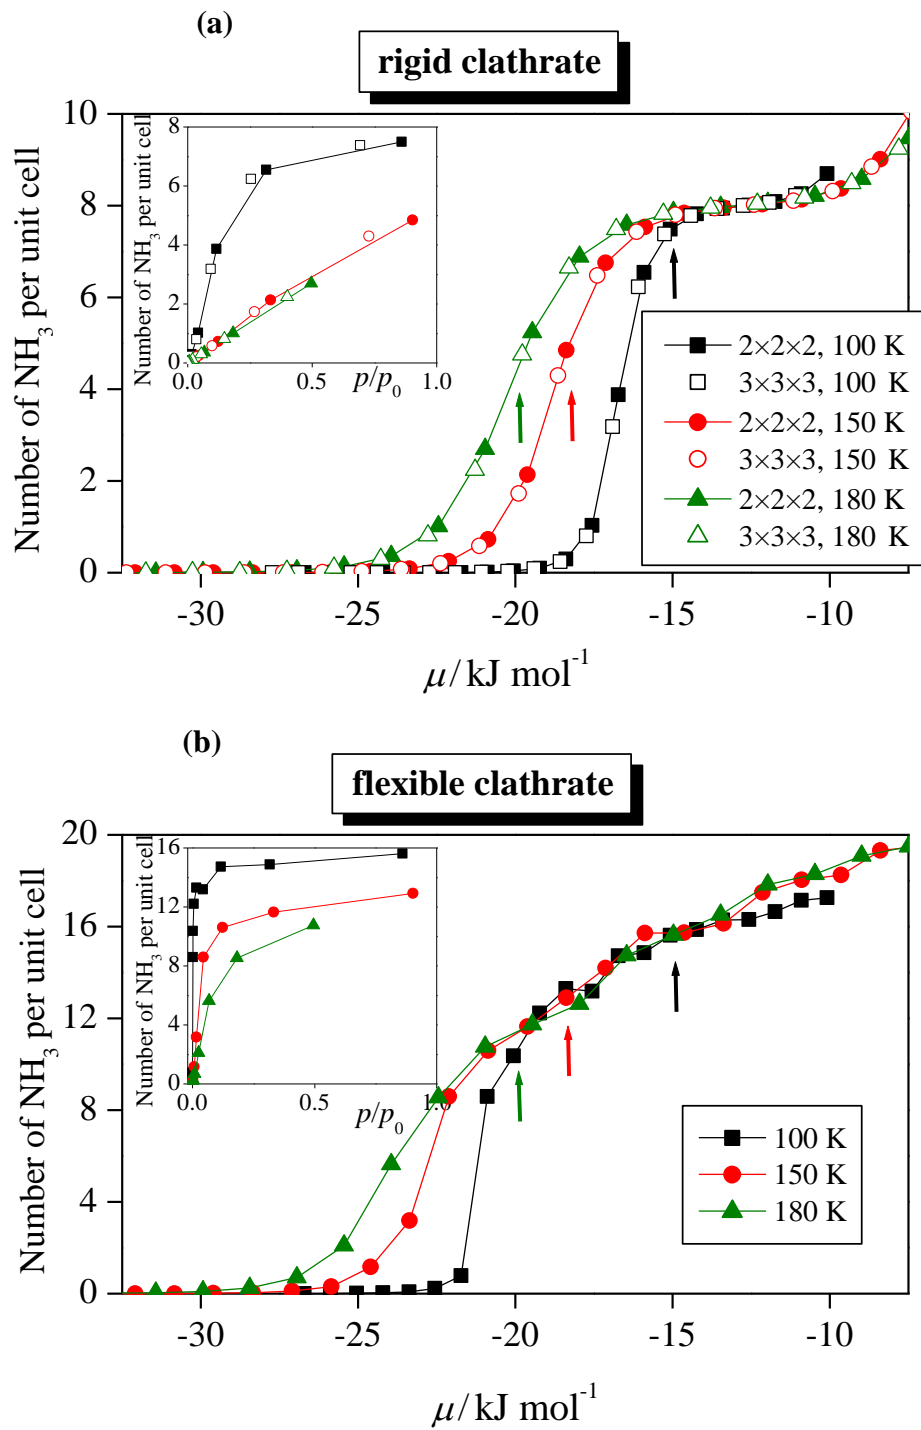 (a)
rigid clathrate
Number of NH3 per unit cell
10
8
6
4
2
0
-30
-25
-20
-15
-10
μ/ kJ mol-1
Number of NH3 per unit cell
8
6
4
2
0
0.0
0.5
1.0
p/p0
2×2×2, 100 K
3×3×3, 100 K
2×2×2, 150 K
3×3×3, 150 K
2×2×2, 180 K
3×3×3, 180 K
(b)
flexible clathrate
Number of NH3 per unit cell
20
16
12
8
4
0
-30
-25
-20
-15
-10
μ/ kJ mol-1
Number of NH3 per unit cell
16
12
8
4
0
0.0
0.5
1.0
p/p0
100 K
150 K
180 K